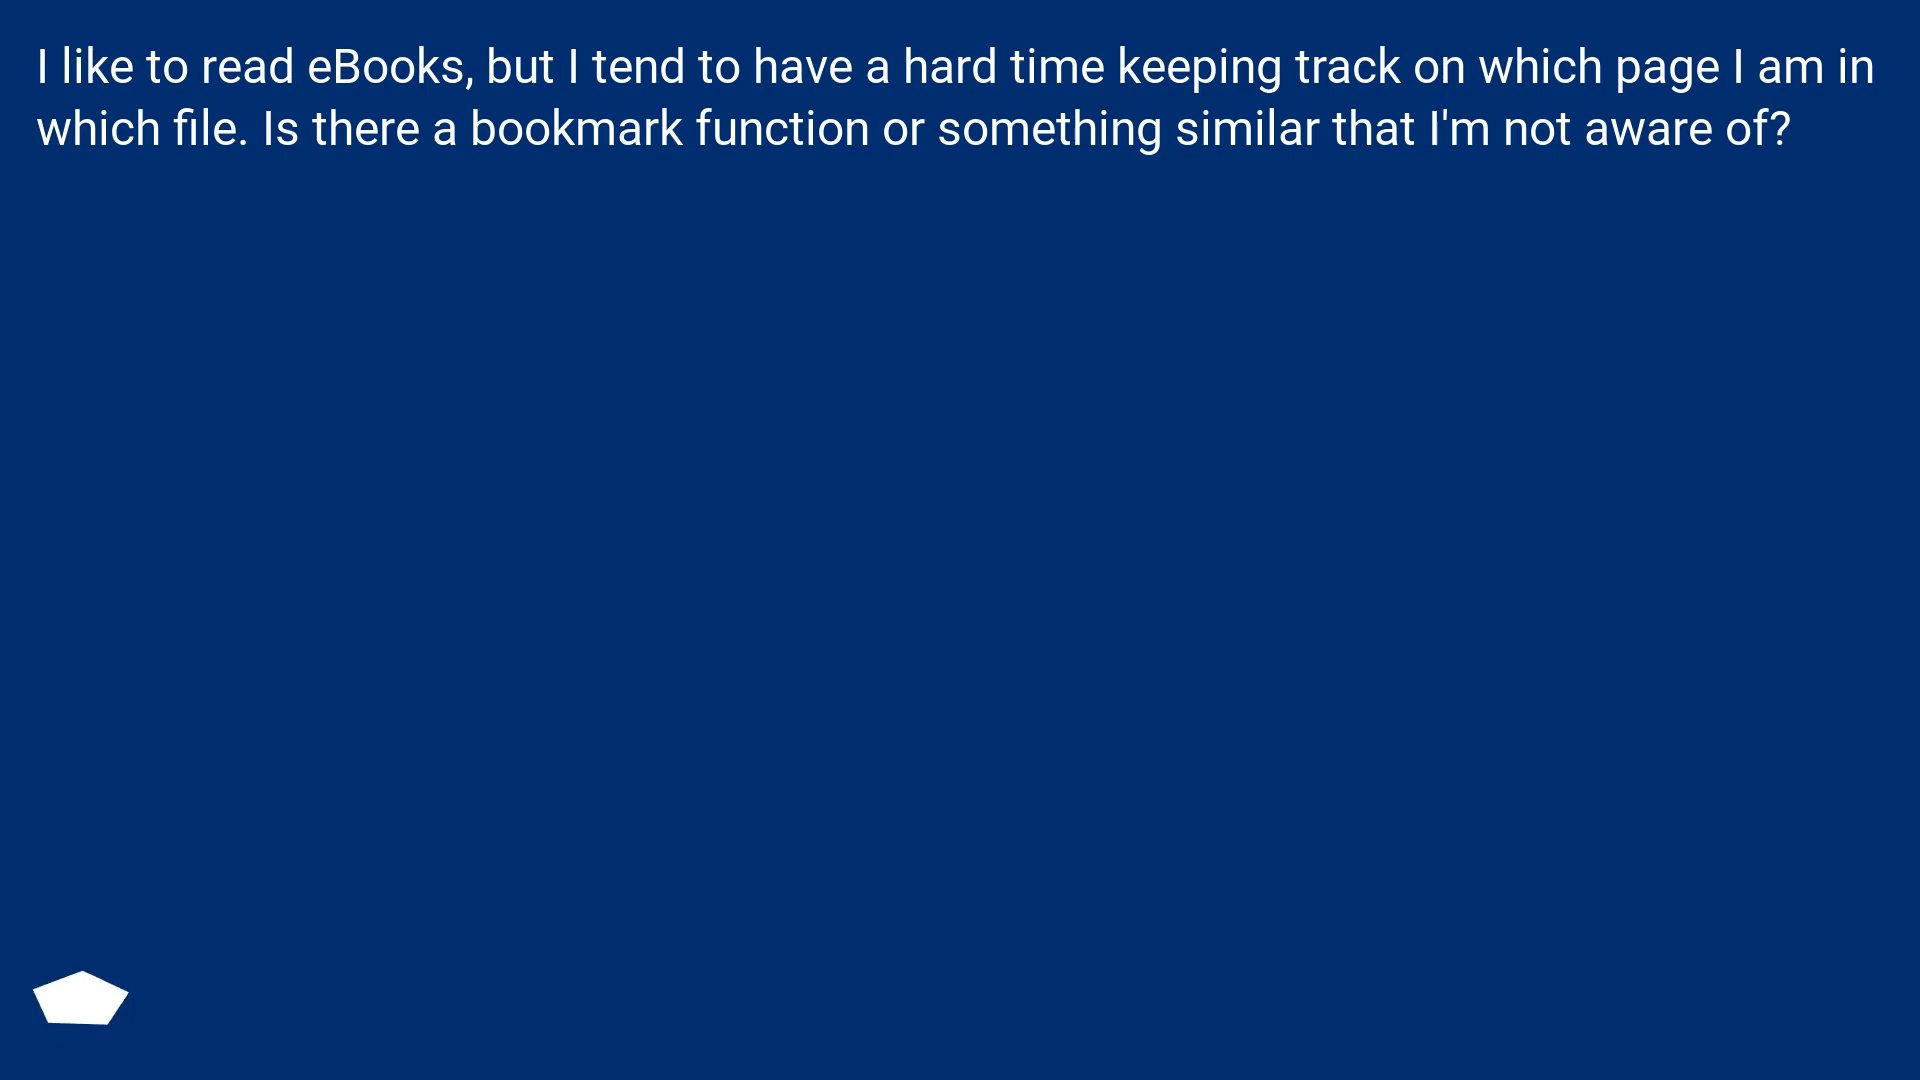 I like to read eBooks, but I tend to have a hard time keeping track on which page I am in
which file. Is there a bookmark function or something similar that I'm not aware of?